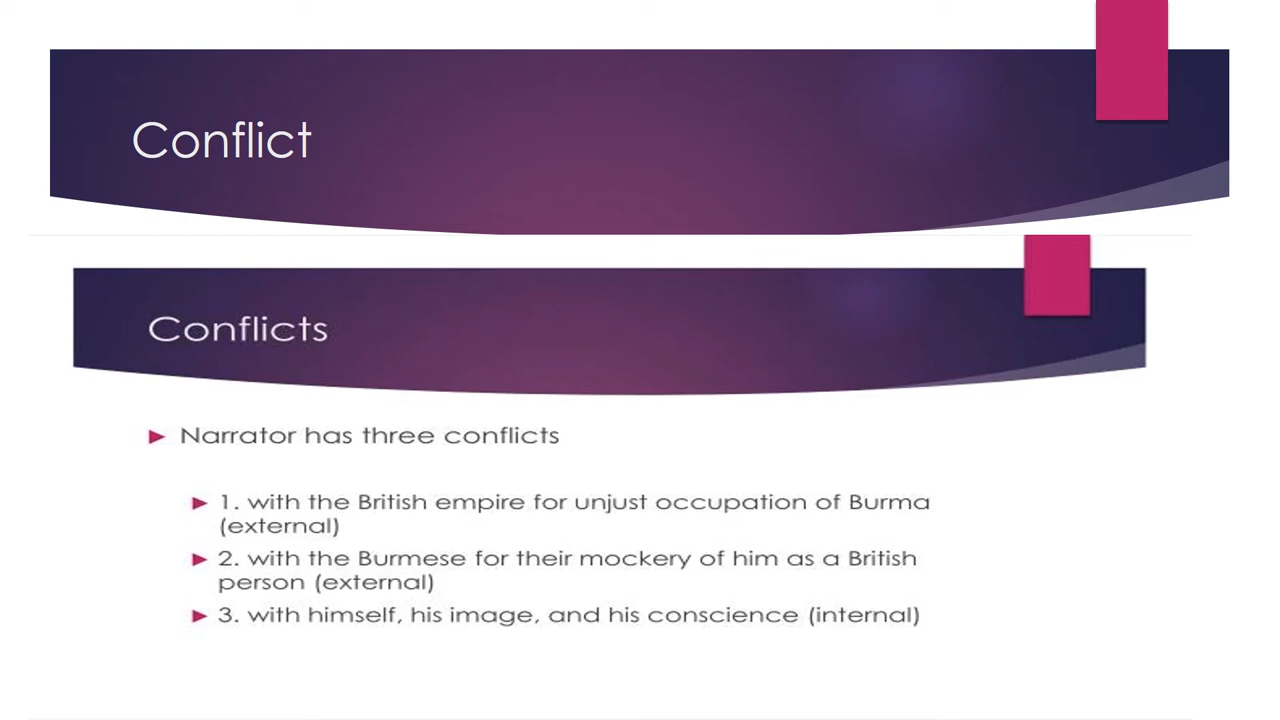 Conflict
Conflicts
Narrator has three conflicts
1. with the British empire for unjust occupation of Burma
(external)
2. with the Burmese for their mockery of him as a British
person (external)
3. with himself, his image, and his conscience (internal)